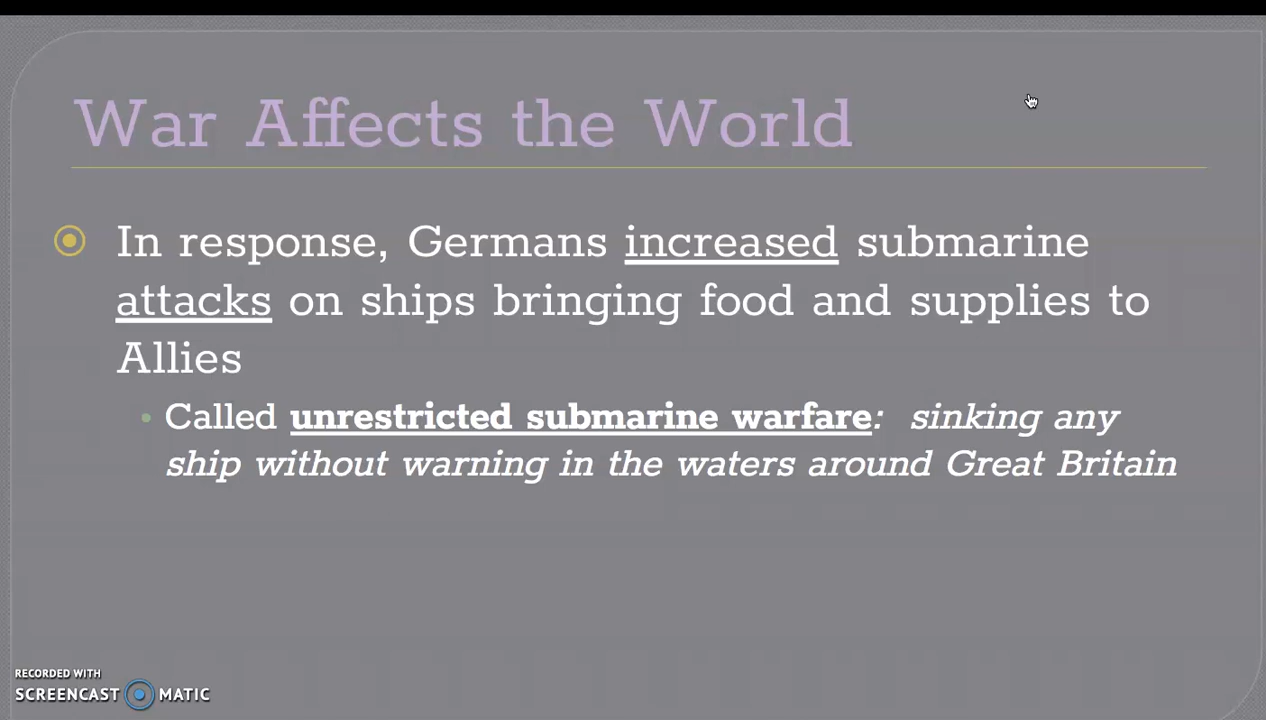 War Affects the World
In response, Germans increased submarine
attacks on ships bringing food and supplies to
Allies
Called unrestricted submarine warfare: sinking any
ship without warning in the waters around Great Britain
RECORDED WITH
SCREENCAST MATIC